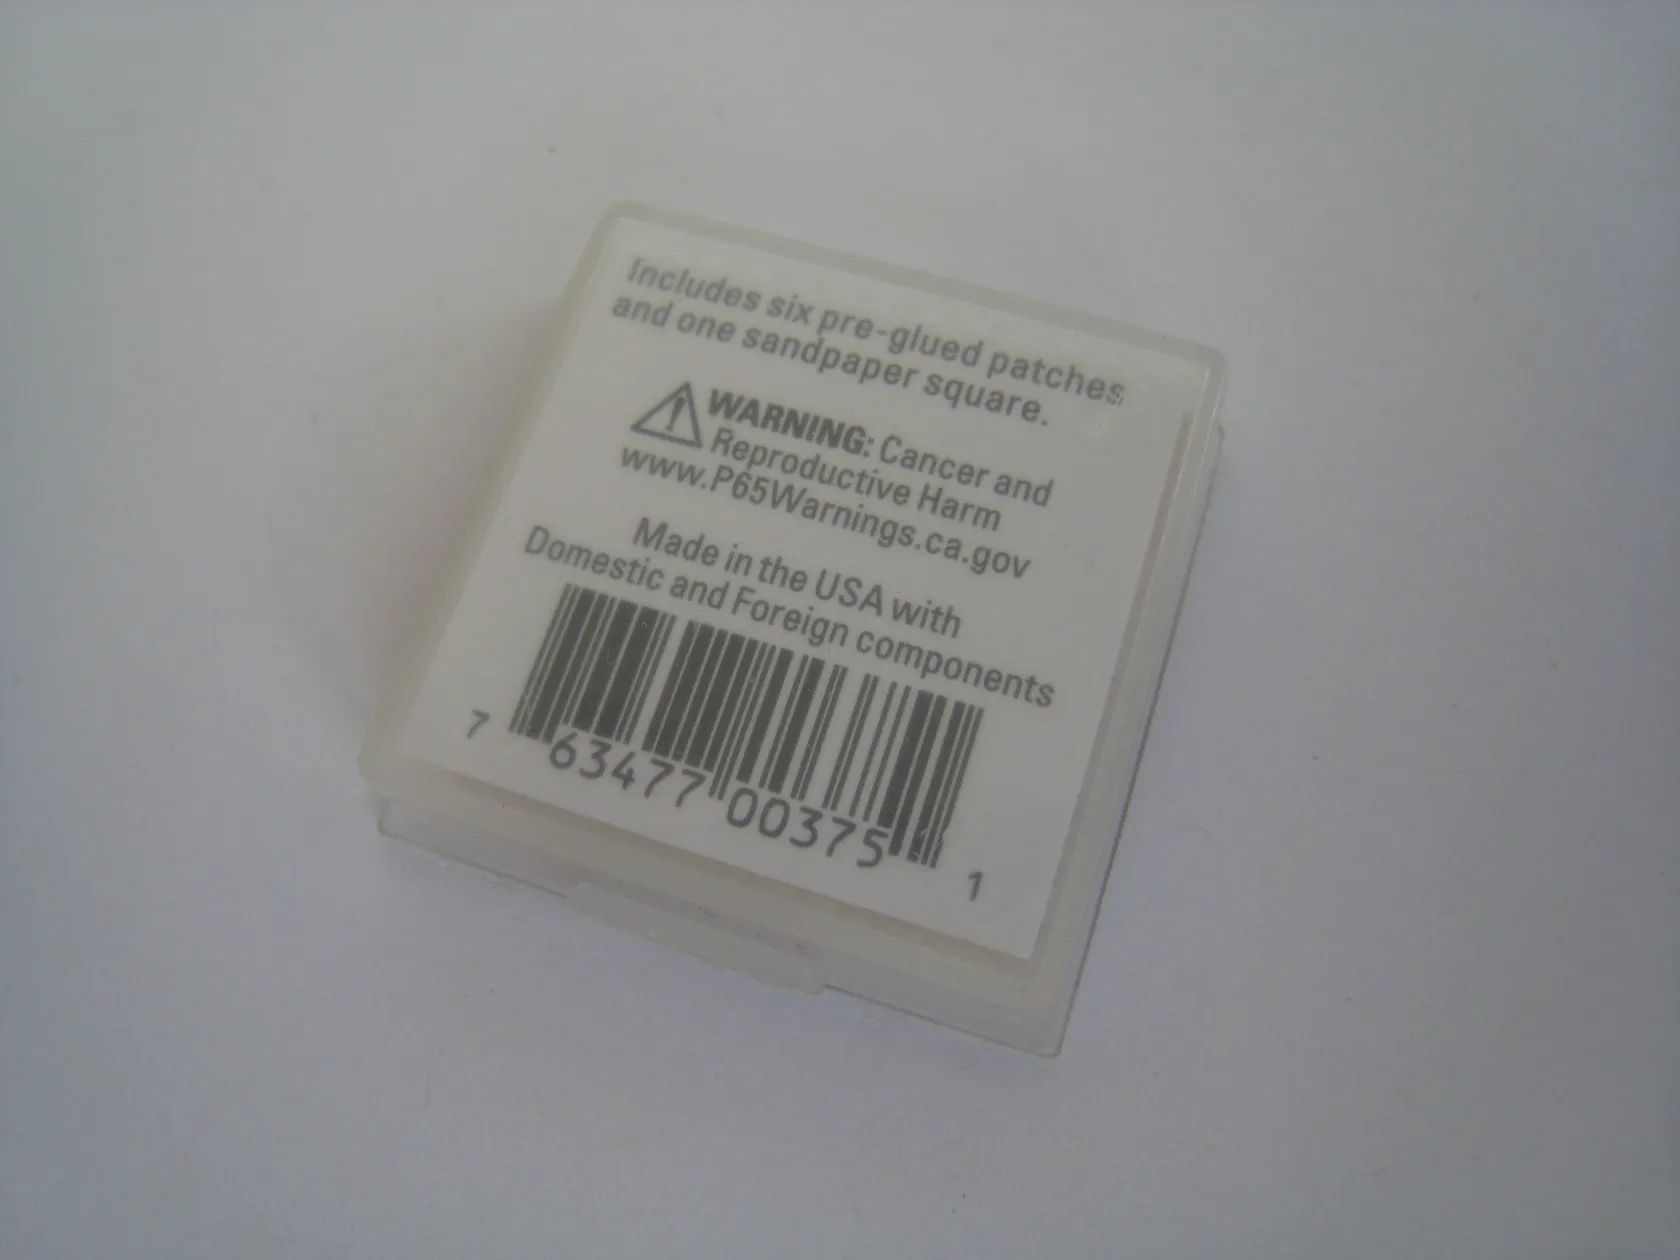 Includes six pre-glued patches
and one sandpaper square.
WARNING: Cancer and
Reproductive Harm
www.P65Warnings.ca.gov
Made in the USA with
Domestic and Foreign components
7 63477 00375 1